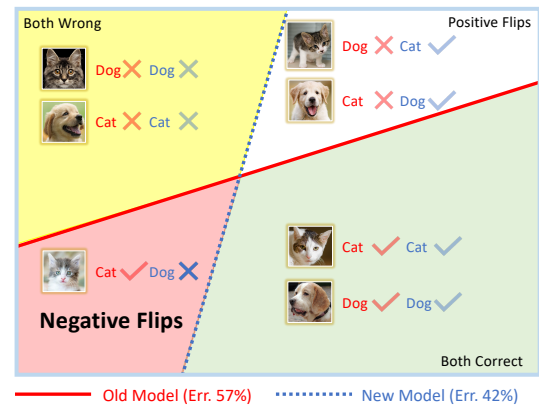 Both Wrong
Positive Flips
Dog Dog
Cat Cat
Dog Cat
Cat Dog
Cat Dog
Negative Flips
Cat Cat
Dog Dog
Both Correct
Old Model (Err. 57%)
New Model (Err. 42%)